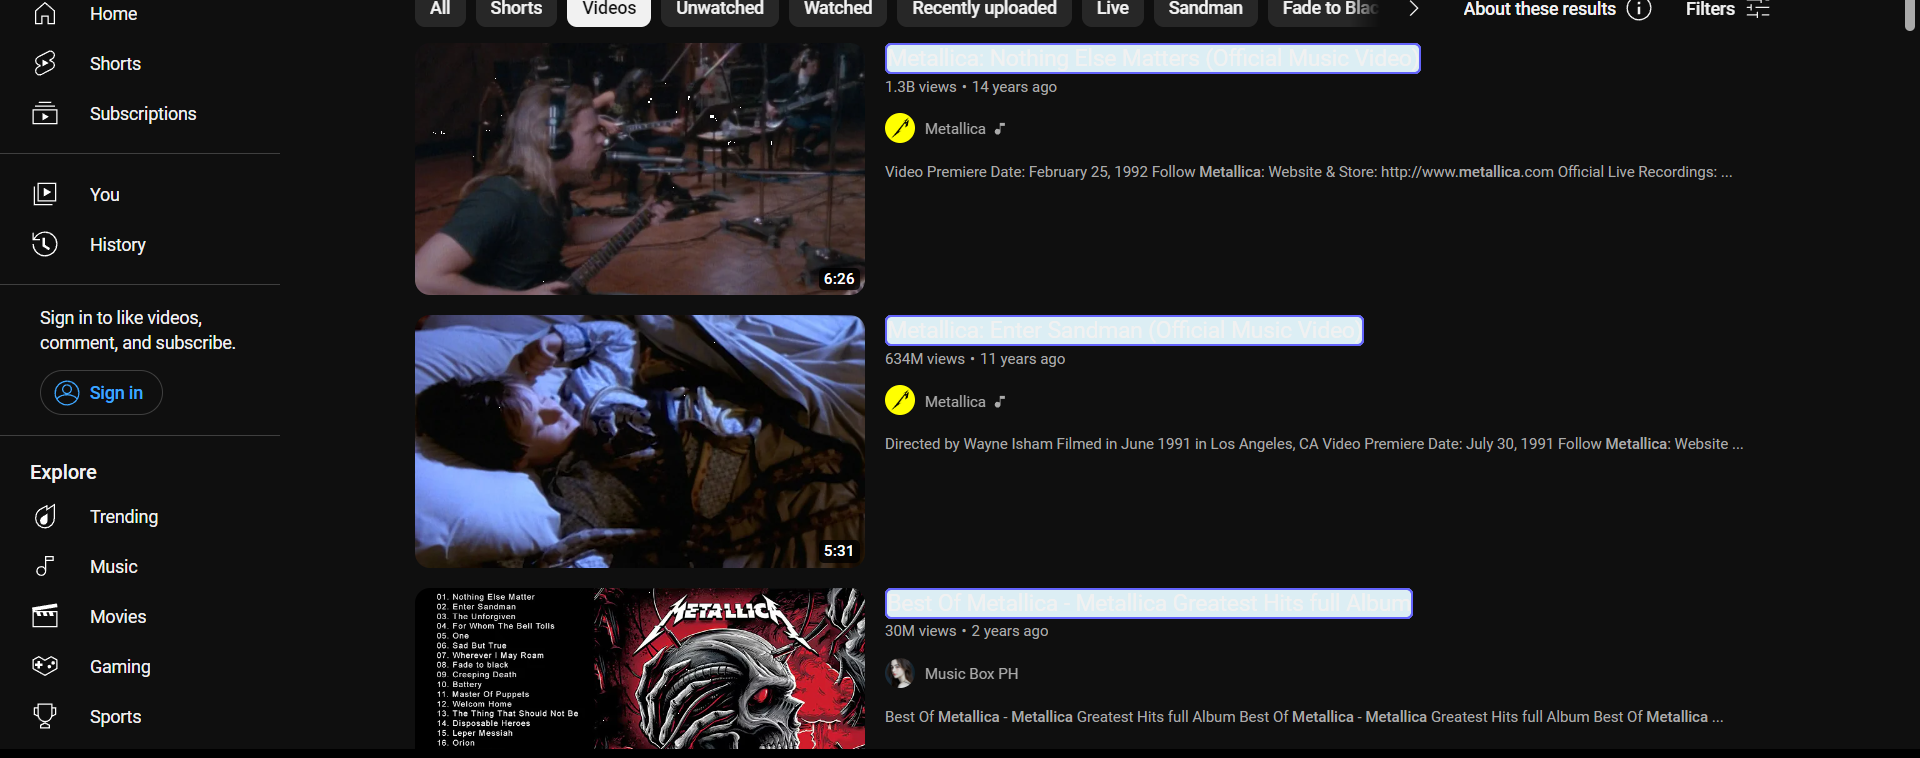 Home
Shorts
Subscriptions
You
History
Sign in to like videos,
comment, and subscribe.
Sign in
Explore
Trending
Music
Movies
Gaming
Sports
All Shorts Videos Unwatched Watched Recently uploaded Live Sandman Fade to Blac
About these results Filters
6:26
Metallica: Nothing Else Matters (Official Music Video)
1.3B views • 14 years ago
Metallica
Video Premiere Date: February 25, 1992 Follow Metallica: Website & Store: http://www.metallica.com Official Live Recordings: ...
5:31
Metallica: Enter Sandman (Official Music Video)
634M views • 11 years ago
Metallica
Directed by Wayne Isham Filmed in June 1991 in Los Angeles, CA Video Premiere Date: July 30, 1991 Follow Metallica: Website ...
01. Nothing Else Matter
02. Enter Sandman
03. The Unforgiven
04. For Whom The Bell Tolls
05. One
06. Sad But True
07. Wherever I May Roam
08. Fade to black
09. Creeping Death
10. Battery
11. Master Of Puppets
12. Welcom Home
13. The Thing That Should Not Be
14. Disposable Heroes
15. Leper Messiah
16. Orion
METALLICA
Best Of Metallica - Metallica Greatest Hits full Album
30M views • 2 years ago
Music Box PH
Best Of Metallica - Metallica Greatest Hits full Album Best Of Metallica - Metallica Greatest Hits full Album Best Of Metallica ...